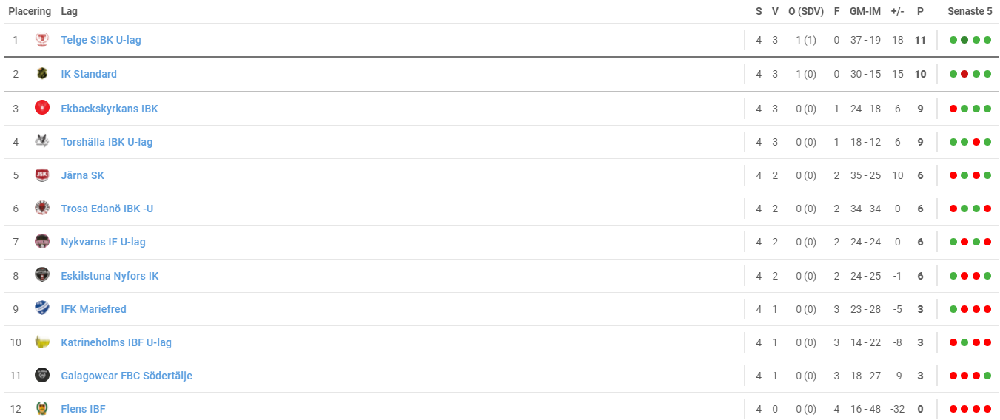 Placering Lag S V O (SDV) F GM-IM +/- P Senaste 5
1 Telge SIBK U-lag 4 3 1 (1) 0 37 - 19 18 11
2 IK Standard 4 3 1 (0) 0 30 - 15 15 10
3 Ekbackskyrkans IBK 4 3 0 (0) 1 24 - 18 6 9
4 Torshälla IBK U-lag 4 3 0 (0) 1 18 - 12 6 9
5 JSK Järna SK 4 2 0 (0) 2 35 - 25 10 6
6 Trosa Edanö IBK -U 4 2 0 (0) 2 34 - 34 0 6
7 Nykvarns IF U-lag 4 2 0 (0) 2 24 - 24 0 6
8 Eskilstuna Nyfors IK 4 2 0 (0) 2 24 - 25 -1 6
9 IFK Mariefred 4 1 0 (0) 3 23 - 28 -5 3
10 Katrineholms IBF U-lag 4 1 0 (0) 3 14 - 22 -8 3
11 Galagowear FBC Södertälje 4 1 0 (0) 3 18 - 27 -9 3
12 Flens IBF 4 0 0 (0) 4 16 - 48 -32 0